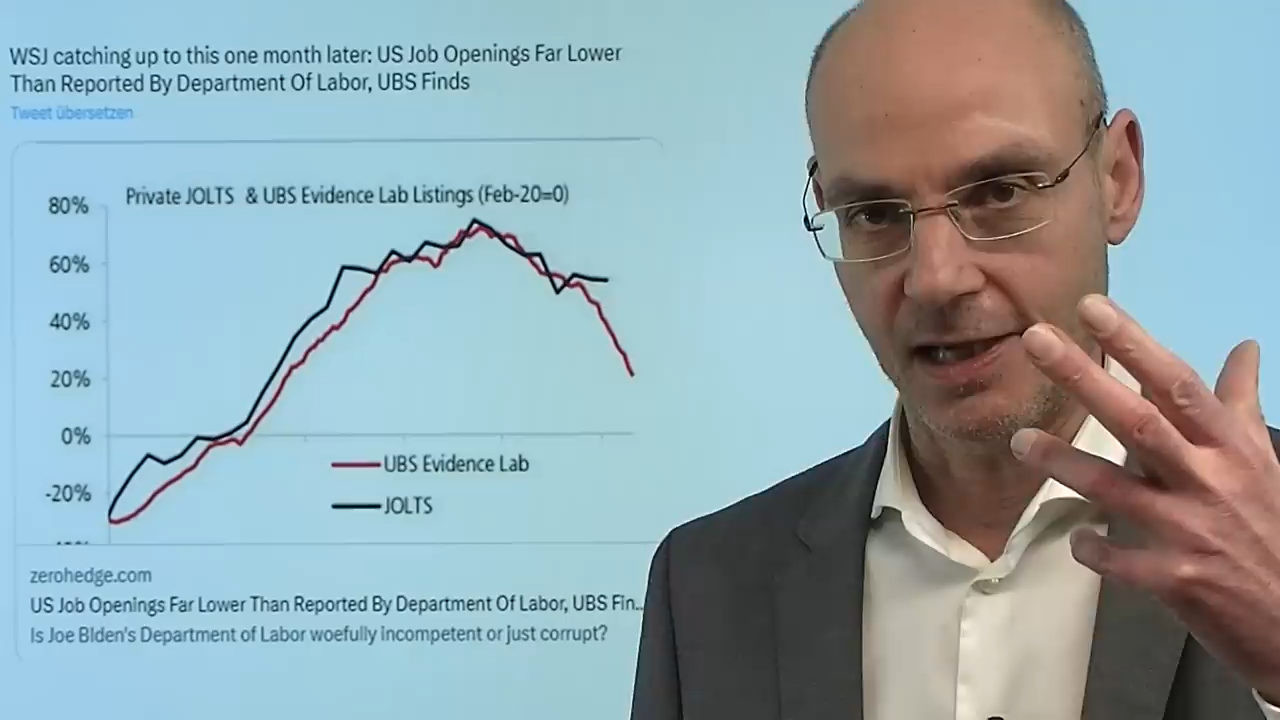 WSJ catching up to this one month later: US Job Openings Far Lower
Than Reported By Department Of Labor, UBS Finds
Tweet übersetzen
Private JOLTS & UBS Evidence Lab Listings (Feb-20=0)
80%
60%
40%
20%
0%
-20%
UBS Evidence Lab
JOLTS
zerohedge.com
US Job Openings Far Lower Than Reported By Department Of Labor, UBS Fin..
Is Joe BIden's Department of Labor woefully incompetent or just corrupt?